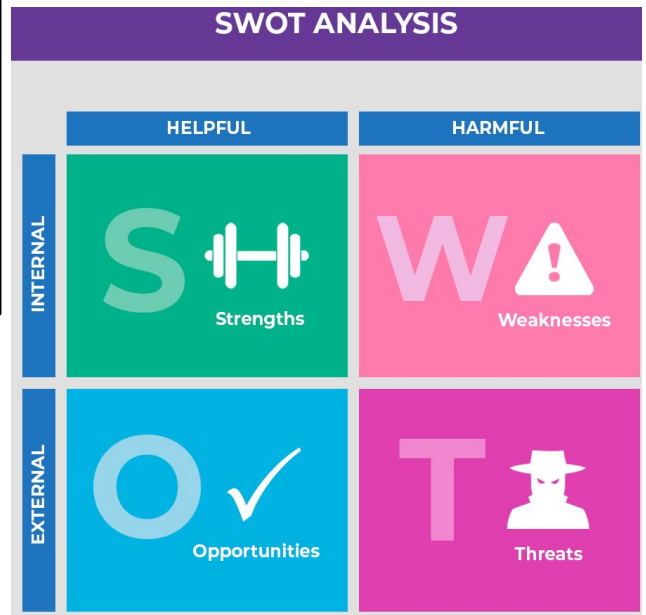 SWOT ANALYSIS
HELPFUL
HARMFUL
INTERNAL
S
Strengths
W
!
Weaknesses
EXTERNAL
O
Opportunities
T
Threats